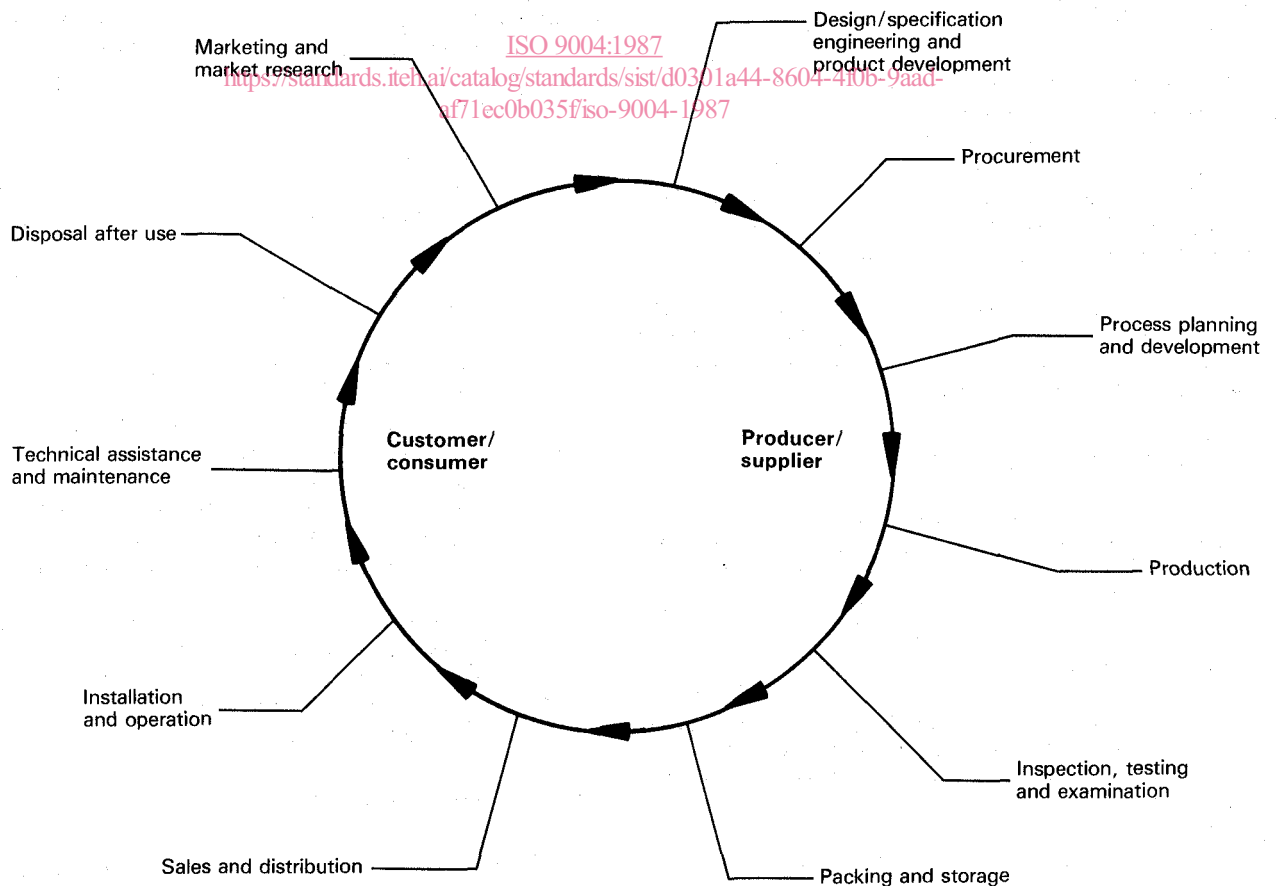 ISO 9004:1987
https://standards.iteh.ai/catalog/standards/sist/d0301a44-8604-4f0b-9aad-
af71ec0b035f/iso-9004-1987
Marketing and
market research
Design/specification
engineering and
product development
Procurement
Disposal after use
Process planning
and development
Customer/
consumer
Producer/
supplier
Technical assistance
and maintenance
Production
Installation
and operation
Inspection, testing
and examination
Sales and distribution
Packing and storage